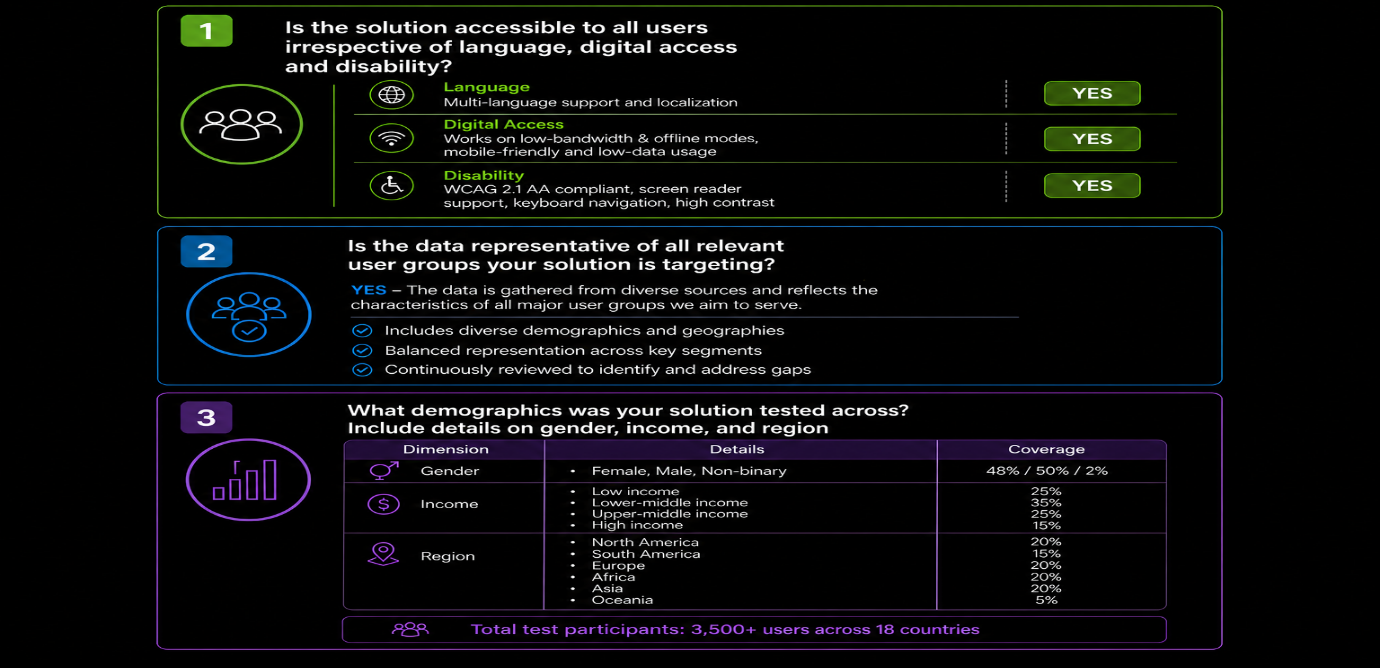 1
Is the solution accessible to all users
irrespective of language, digital access
and disability?
Language
Multi-language support and localization
YES
Digital Access
Works on low-bandwidth & offline modes,
mobile-friendly and low-data usage
YES
Disability
WCAG 2.1 AA compliant, screen reader
support, keyboard navigation, high contrast
YES
2
Is the data representative of all relevant
user groups your solution is targeting?
YES – The data is gathered from diverse sources and reflects the
characteristics of all major user groups we aim to serve.
Includes diverse demographics and geographies
Balanced representation across key segments
Continuously reviewed to identify and address gaps
3
What demographics was your solution tested across?
Include details on gender, income, and region
Dimension Details Coverage
Gender • Female, Male, Non-binary 48% / 50% / 2%
Income
• Low income 25%
• Lower-middle income 35%
• Upper-middle income 25%
• High income 15%
Region
• North America 20%
• South America 15%
• Europe 20%
• Africa 20%
• Asia 20%
• Oceania 5%
Total test participants: 3,500+ users across 18 countries